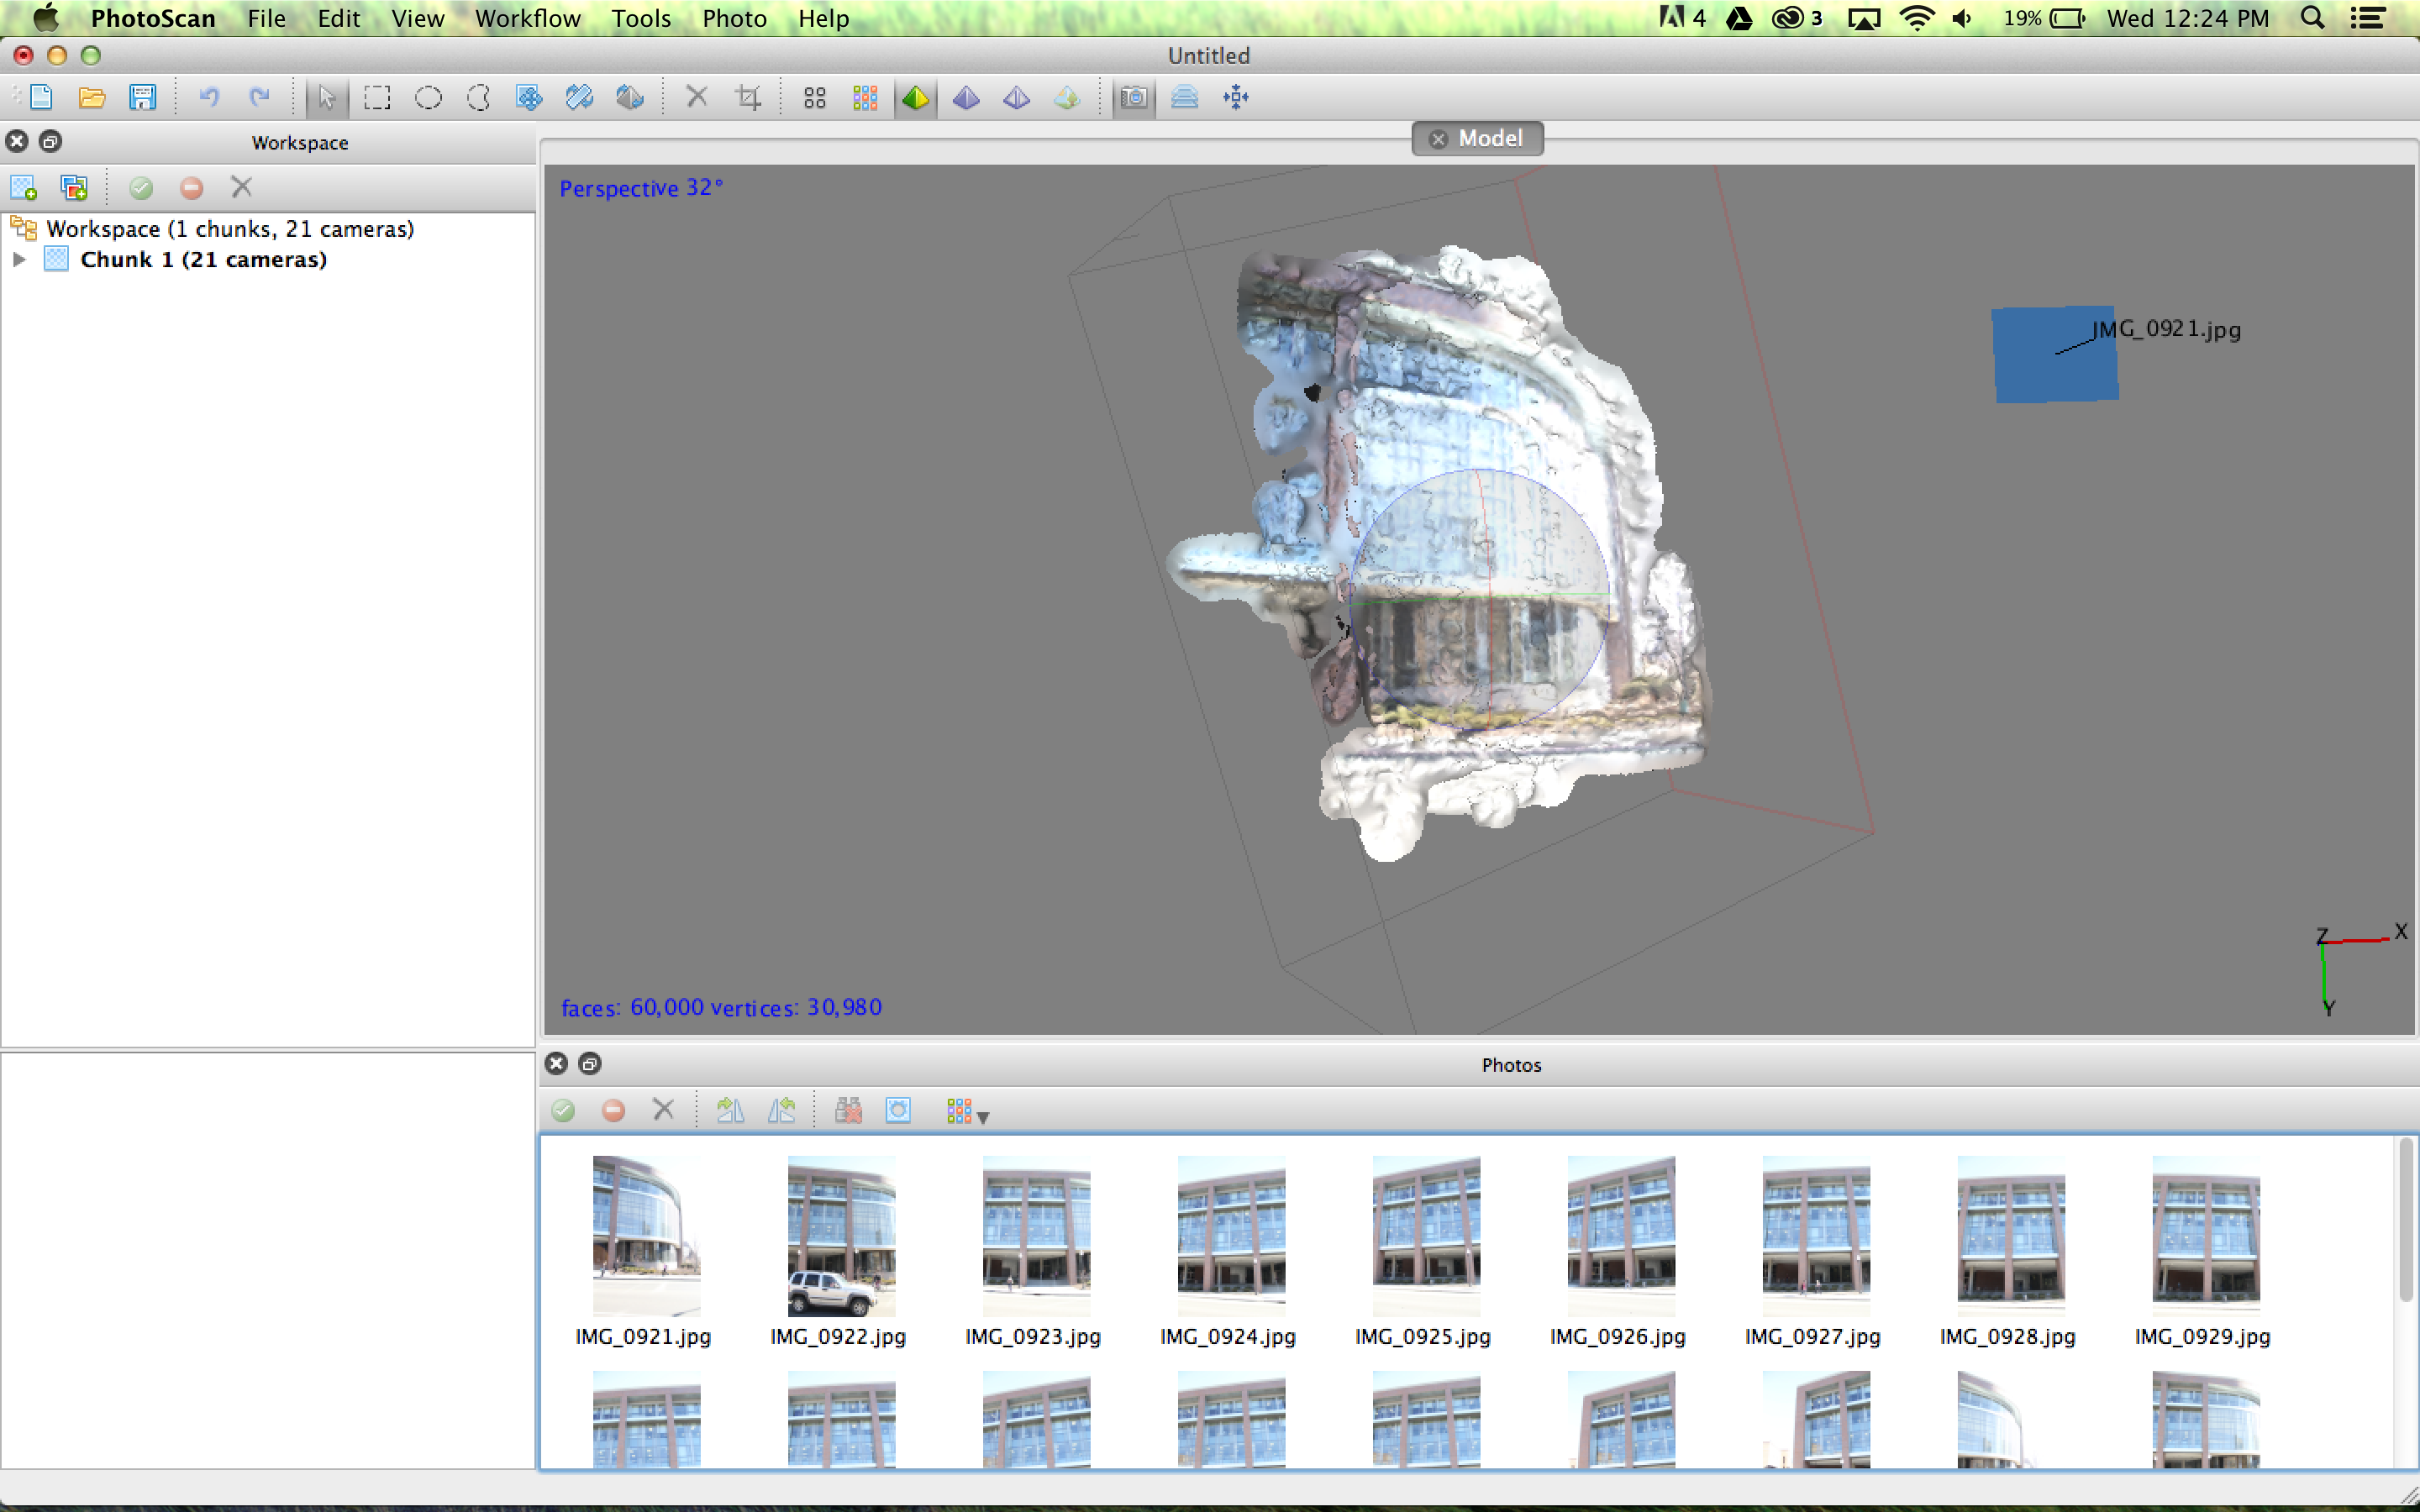 PhotoScan File Edit View Workflow Tools Photo Help 4 3 19% Wed 12:24 PM
Untitled
Workspace
Model
Perspective 32°
Workspace (1 chunks, 21 cameras)
Chunk 1 (21 cameras)
IMG_0921.jpg
Z X
Y
faces: 60,000 vertices: 30,980
Photos
IMG_0921.jpg IMG_0922.jpg IMG_0923.jpg IMG_0924.jpg IMG_0925.jpg IMG_0926.jpg IMG_0927.jpg IMG_0928.jpg IMG_0929.jpg